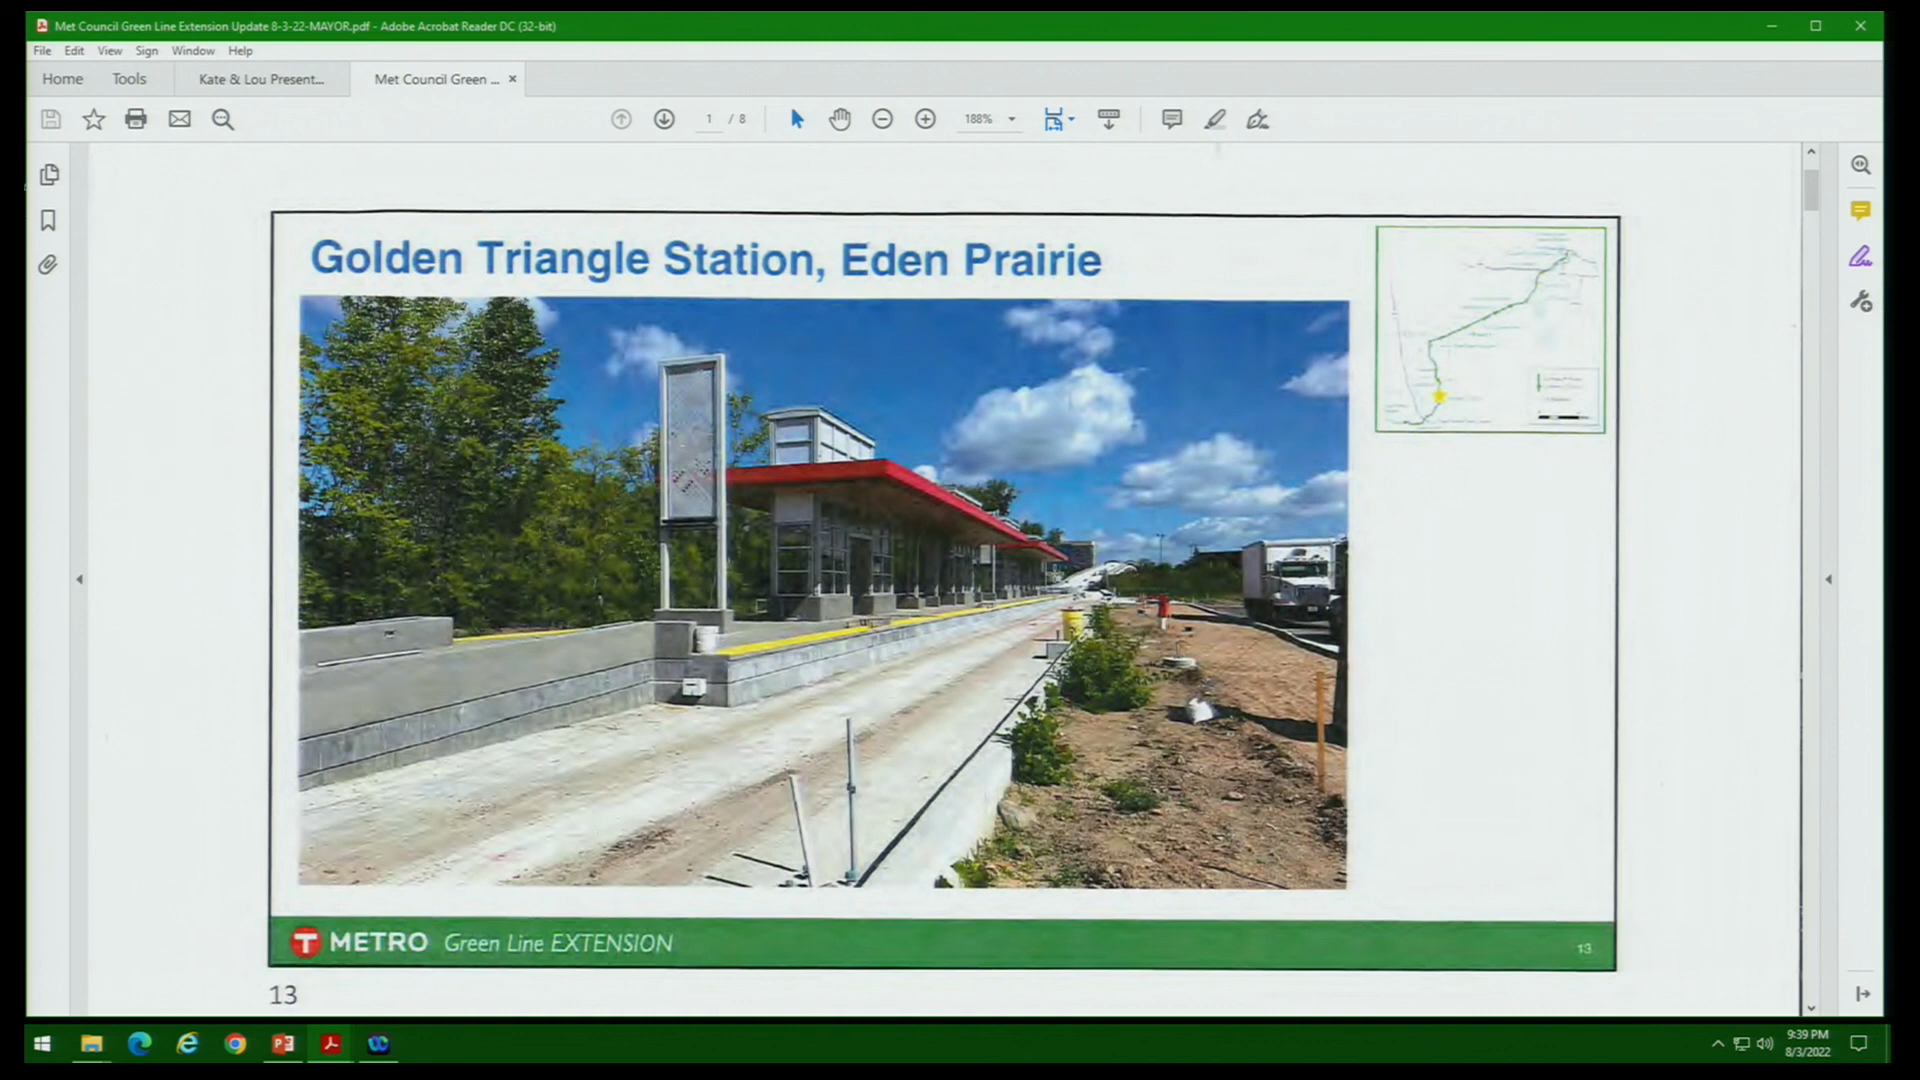 Met Council Green Line Extension Update 8-3-22-MAYOR.pdf - Adobe Acrobat Reader DC (32-bit)
File Edit View Sign Window Help
Home Tools Kate & Lou Present... Met Council Green ...
1 / 8 188%
Golden Triangle Station, Eden Prairie
T METRO Green Line EXTENSION 13
13
9:39 PM
8/3/2022